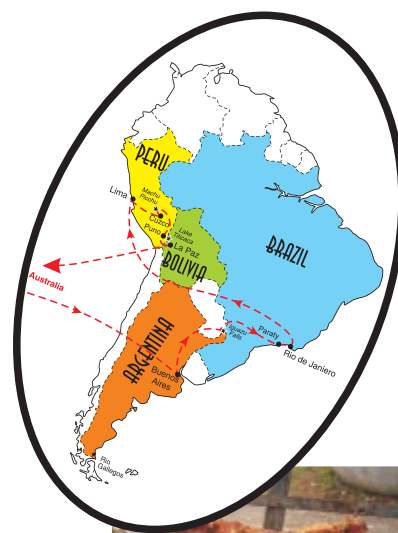 PERU
Machu
Picchu
Lima
Cuzco
Puno
Lake
Titicaca
La Paz
BOLIVIA
BRAZIL
Australia
ARGENTINA
Iguazu
Falls
Paraty
Rio de Janiero
Buenos
Aires
Rio
Gallegos